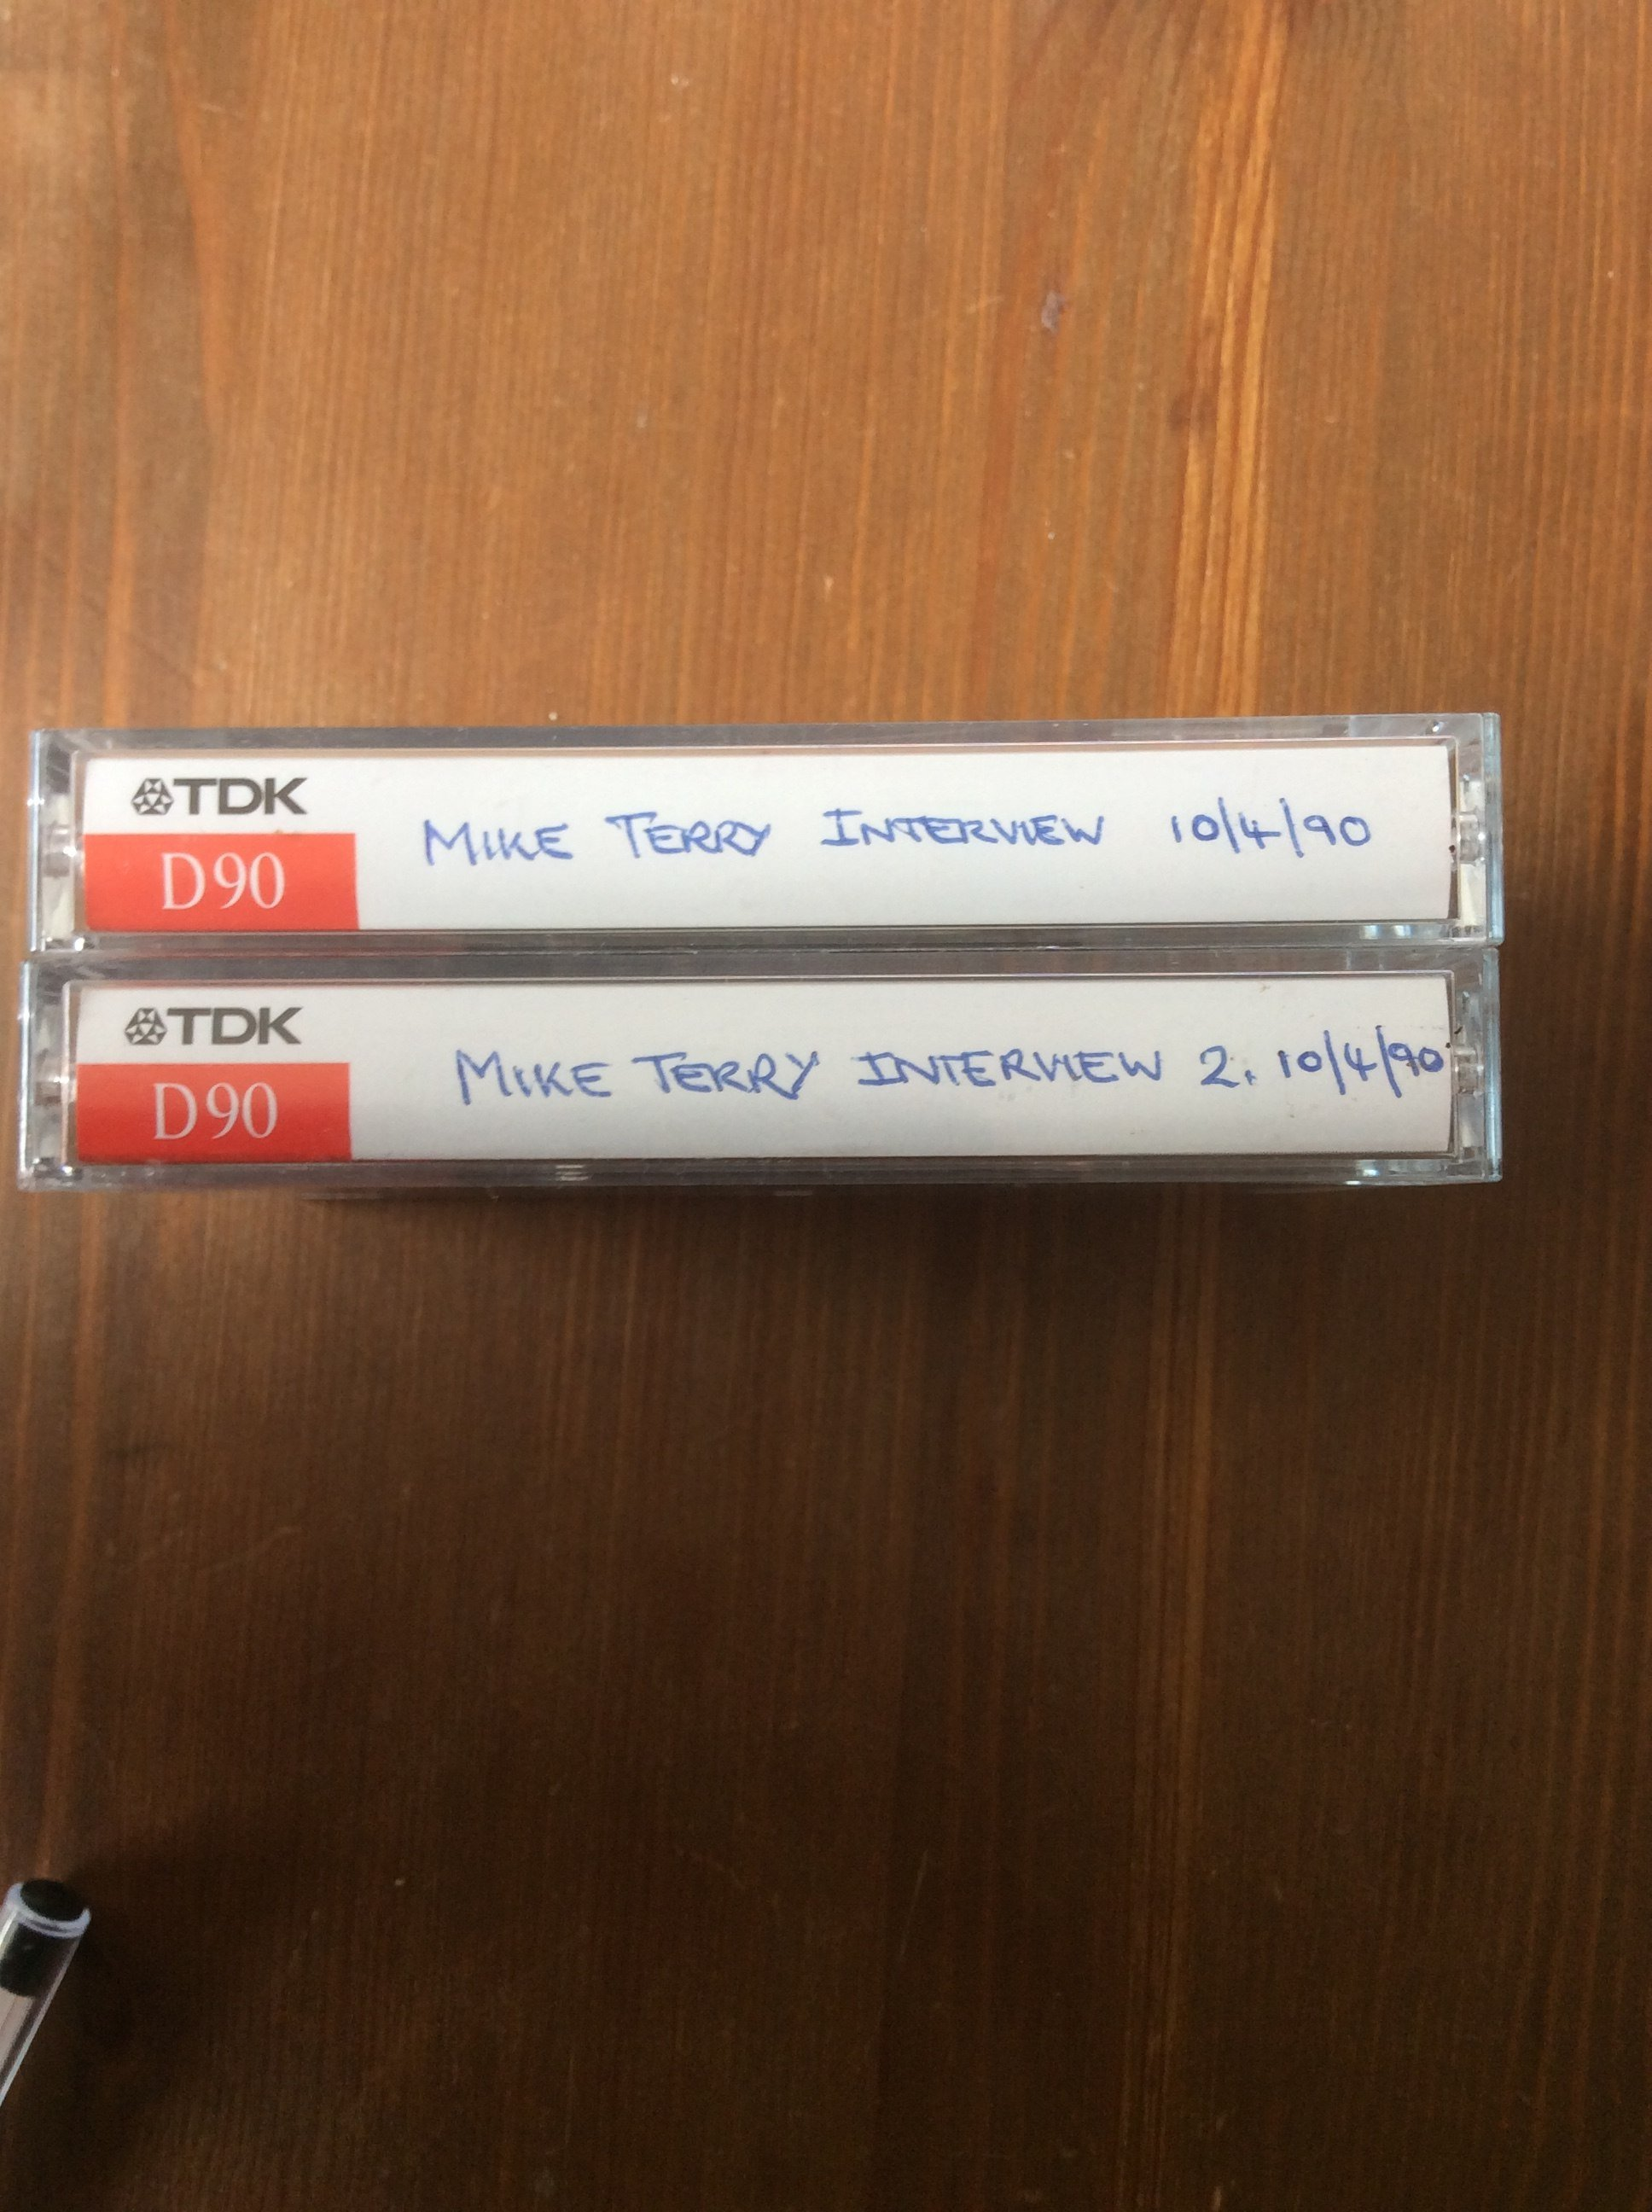 TDK
D90
MIKE TERRY INTERVIEW 10/4/90
TDK
D90
MIKE TERRY INTERVIEW 2. 10/4/90